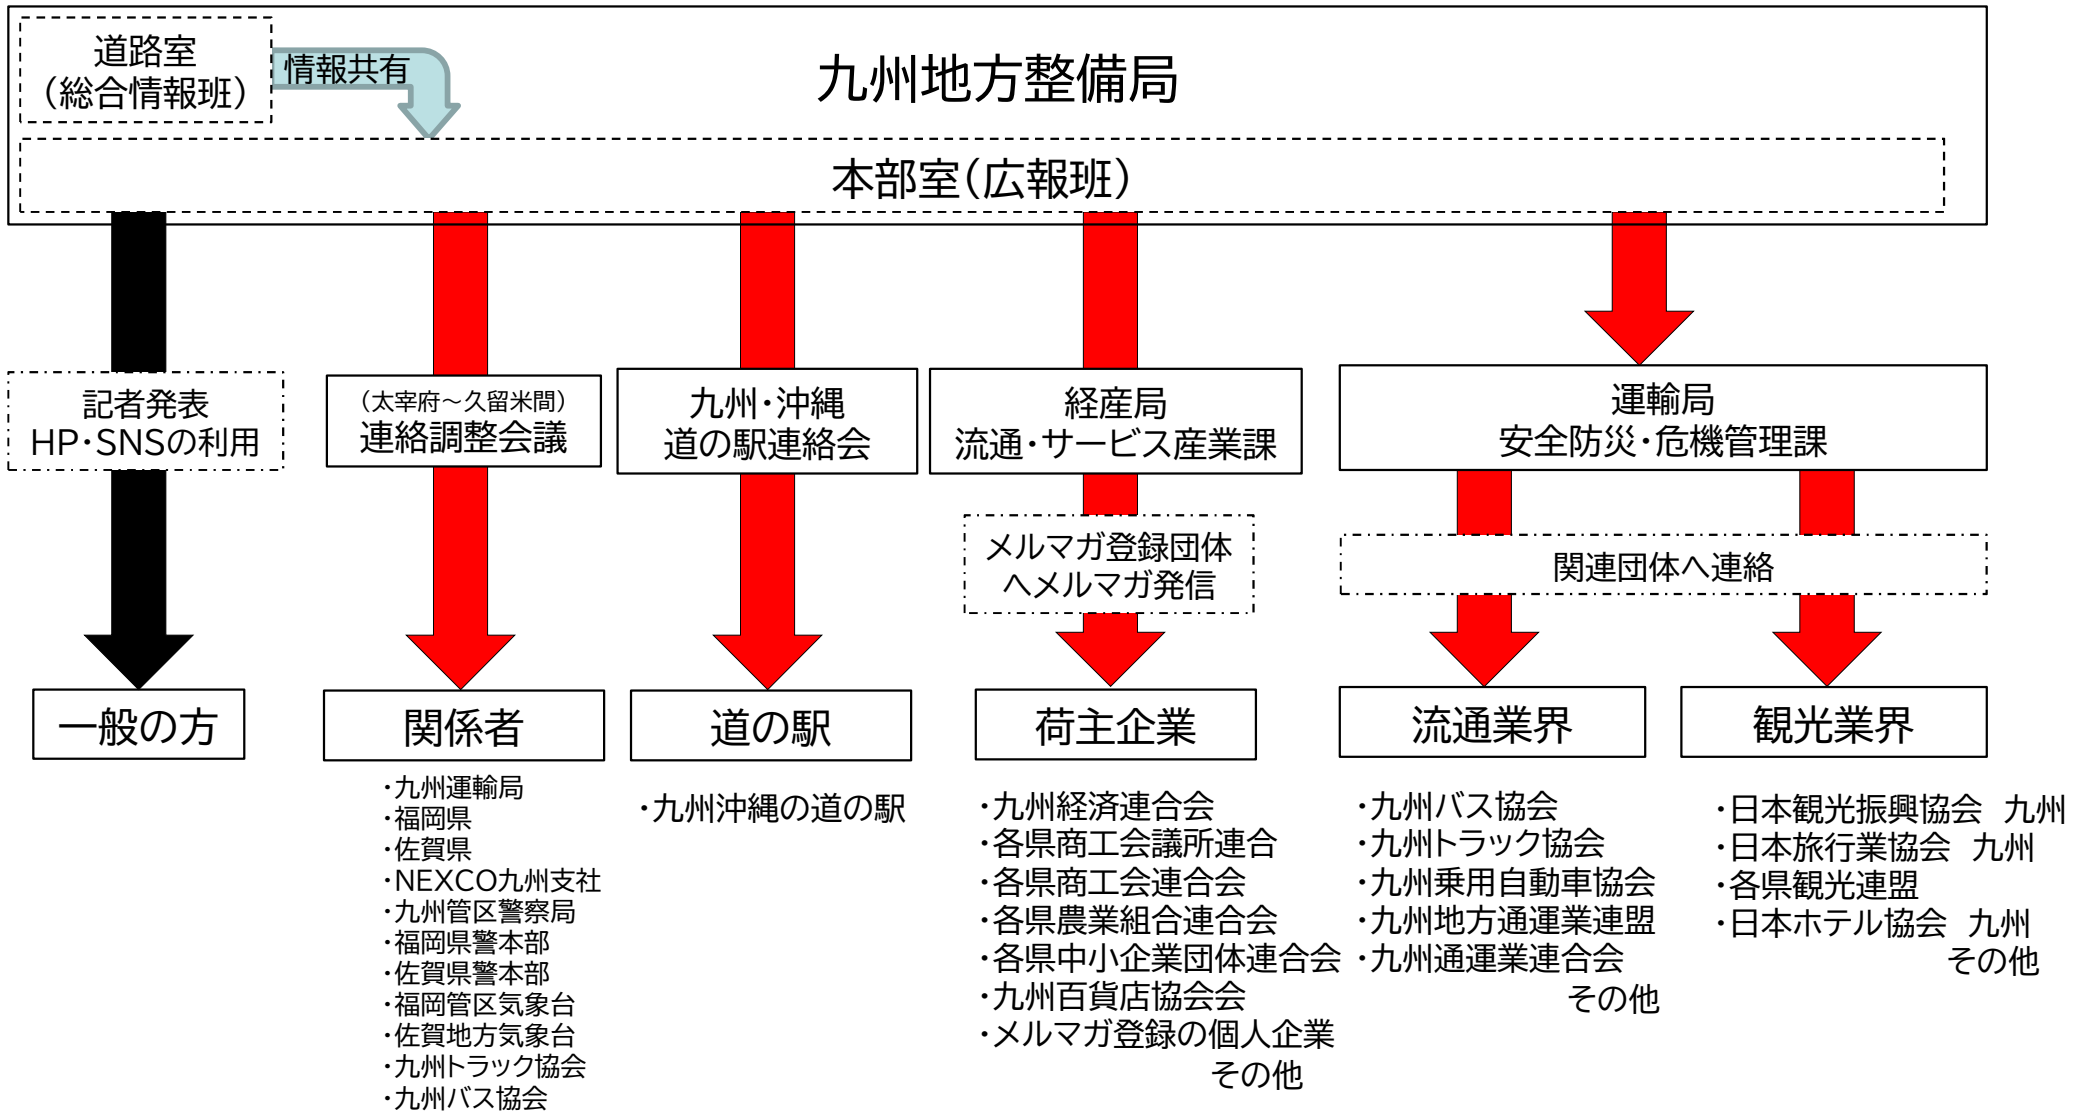 道路室
（総合情報班）
情報共有
九州地方整備局
本部室（広報班）
記者発表
HP・SNSの利用
（太宰府～久留米間）
連絡調整会議
九州・沖縄
道の駅連絡会
経産局
流通・サービス産業課
運輸局
安全防災・危機管理課
メルマガ登録団体
へメルマガ発信
関連団体へ連絡
一般の方
関係者
道の駅
荷主企業
流通業界
観光業界
・九州運輸局
・福岡県
・佐賀県
・NEXCO九州支社
・九州管区警察局
・福岡県警本部
・佐賀県警本部
・福岡管区気象台
・佐賀地方気象台
・九州トラック協会
・九州バス協会
・九州沖縄の道の駅
・九州経済連合会
・各県商工会議所連合
・各県商工会連合会
・各県農業組合連合会
・各県中小企業団体連合会
・九州百貨店協会会
・メルマガ登録の個人企業
その他
・九州バス協会
・九州トラック協会
・九州乗用自動車協会
・九州地方通運業連盟
・九州通運業連合会
その他
・日本観光振興協会　九州
・日本旅行業協会　九州
・各県観光連盟
・日本ホテル協会　九州
その他